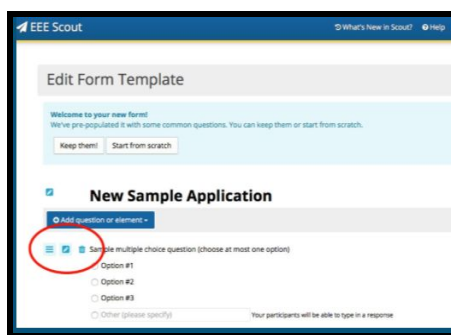 EEE Scout
What's New in Scout? Help
Edit Form Template
Welcome to your new form!
We've pre-populated it with some common questions. You can keep them or start from scratch.
Keep them! Start from scratch
New Sample Application
Add question or element
Sample multiple choice question (choose at most one option)
Option #1
Option #2
Option #3
Other (please specify) Your participants will be able to type in a response